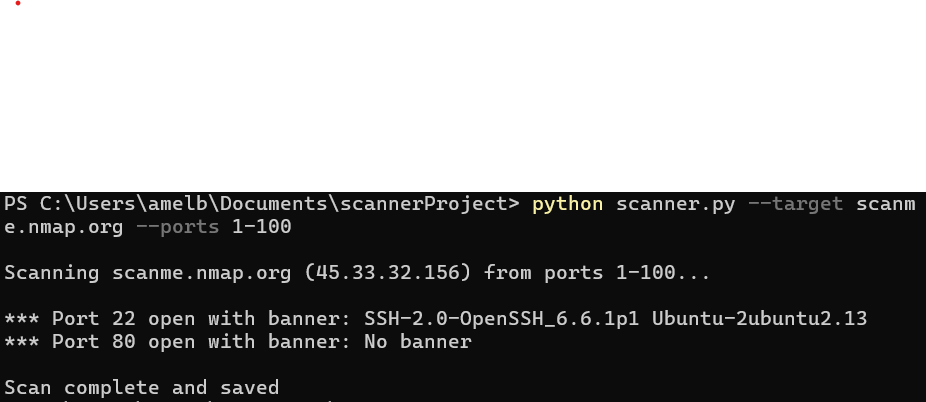 PS C:\Users\amelb\Documents\scannerProject> python scanner.py --target scanm
e.nmap.org --ports 1-100
Scanning scanme.nmap.org (45.33.32.156) from ports 1-100...
*** Port 22 open with banner: SSH-2.0-OpenSSH_6.6.1p1 Ubuntu-2ubuntu2.13
*** Port 80 open with banner: No banner
Scan complete and saved